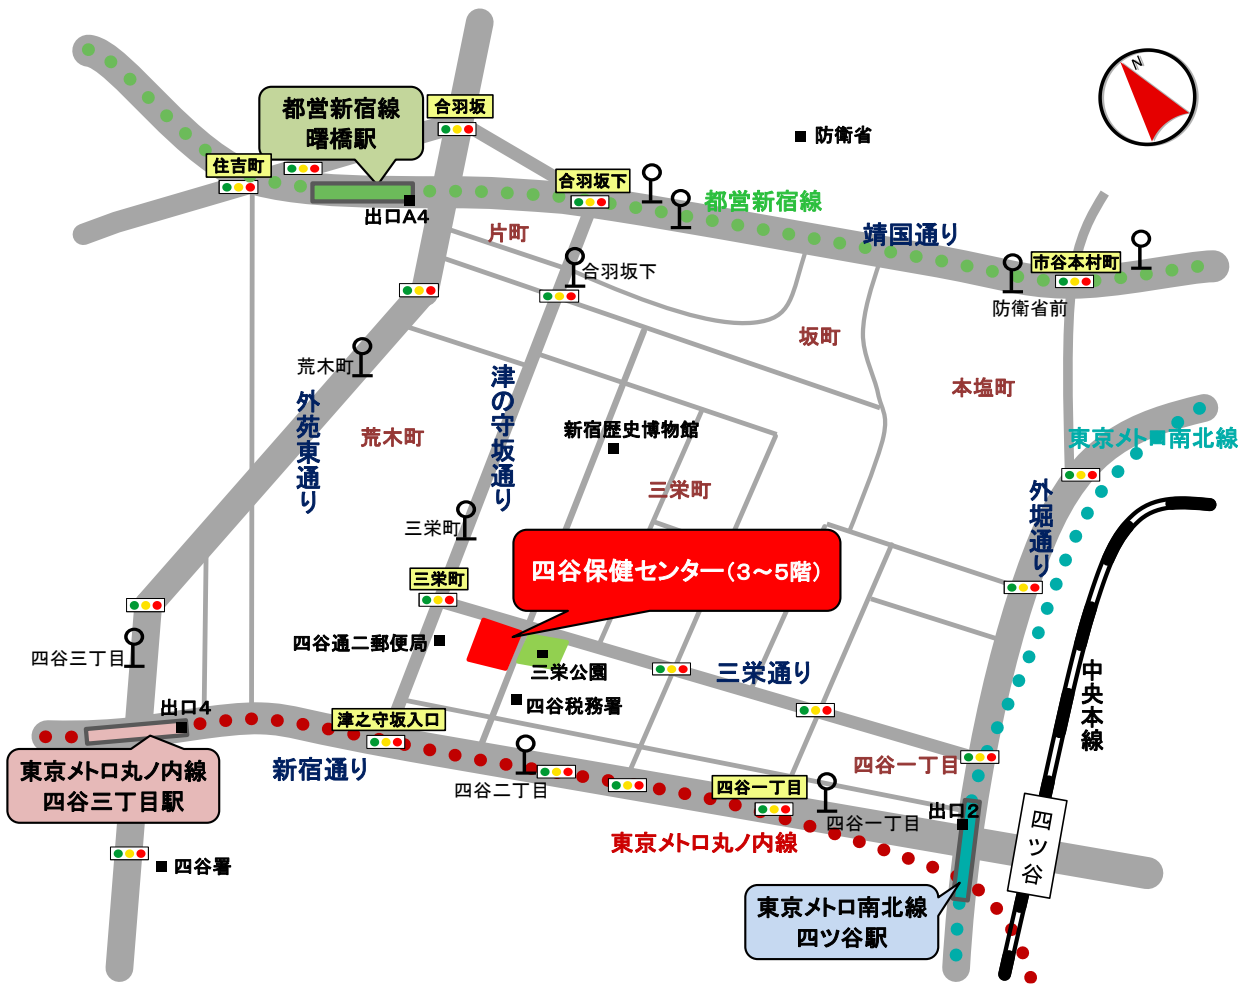 N
都営新宿線
曙橋駅
合羽坂
防衛省
住吉町
合羽坂下
都営新宿線
出口A4
片町
靖国通り
合羽坂下
市谷本村町
防衛省前
坂町
荒木町
津の守坂通り
外苑東通り
本塩町
荒木町
新宿歴史博物館
東京メトロ南北線
三栄町
外堀通り
三栄町
四谷保健センター(3～5階)
三栄町
四谷通二郵便局
四谷三丁目
三栄公園
三栄通り
中央本線
四谷税務署
出口4
津之守坂入口
新宿通り
東京メトロ丸ノ内線
四谷三丁目駅
四谷二丁目
四谷一丁目
四谷一丁目
出口2
四谷一丁目
東京メトロ丸ノ内線
四ツ谷
四谷署
東京メトロ南北線
四ツ谷駅